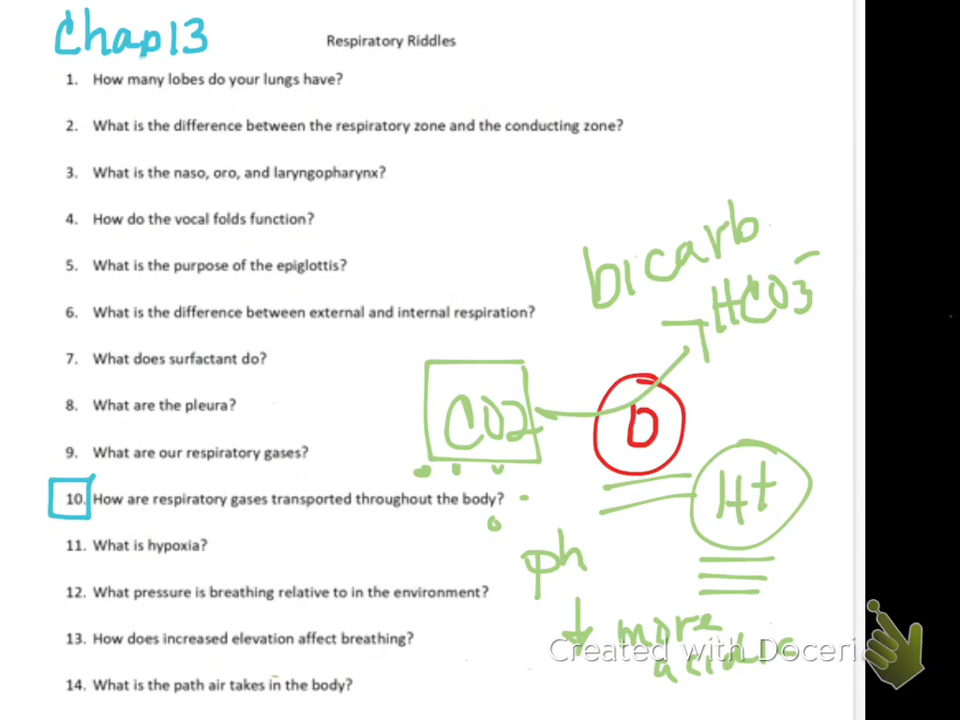 Chap 13
Respiratory Riddles
1. How many lobes do your lungs have?
2. What is the difference between the respiratory zone and the conducting zone?
3. What is the naso, oro, and laryngopharynx?
4. How do the vocal folds function?
5. What is the purpose of the epiglottis?
6. What is the difference between external and internal respiration?
7. What does surfactant do?
8. What are the pleura?
9. What are our respiratory gases?
10. How are respiratory gases transported throughout the body?
11. What is hypoxia?
12. What pressure is breathing relative to in the environment?
13. How does increased elevation affect breathing?
14. What is the path air takes in the body?
bicarb
HCO3-
CO2
H+
ph
↓ more
acidic
Created with Doceri